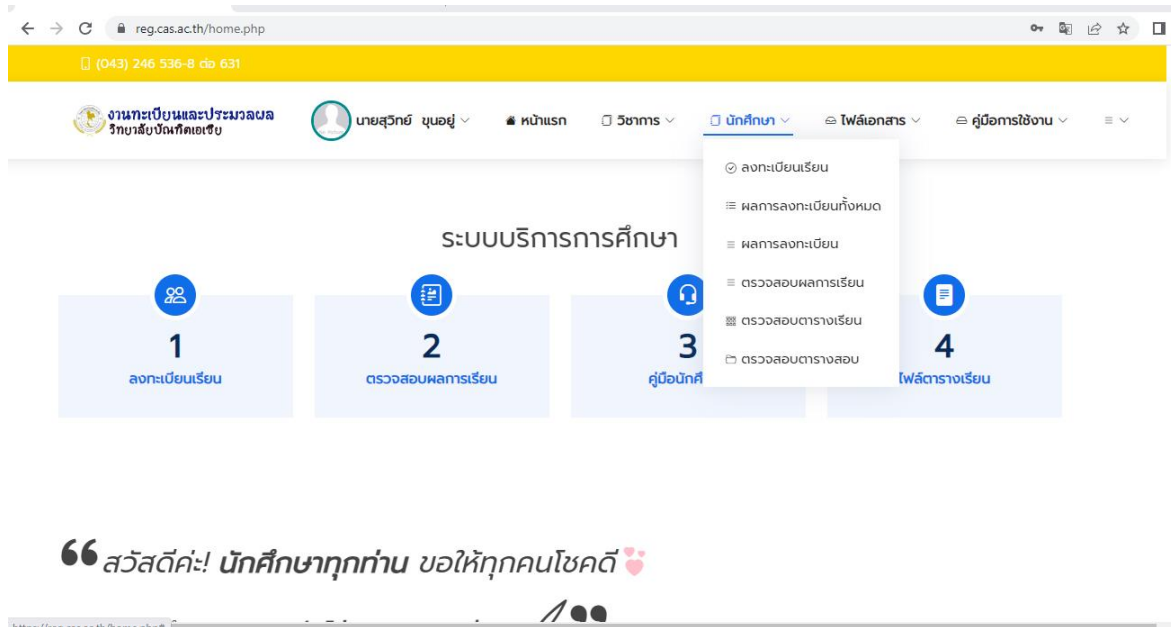 reg.cas.ac.th/home.php
(043) 246 536-8 ต่อ 631
งานทะเบียนและประมวลผล
วิทยาลัยบัณฑิตเอเซีย
นายสุวิทย์ ขุนอยู่
หน้าแรก
วิชาการ
นักศึกษา
ไฟล์เอกสาร
คู่มือการใช้งาน
ลงทะเบียนเรียน
ผลการลงทะเบียนทั้งหมด
ผลการลงทะเบียน
ตรวจสอบผลการเรียน
ตรวจสอบตารางเรียน
ตรวจสอบตารางสอบ
ระบบบริการการศึกษา
1
ลงทะเบียนเรียน
2
ตรวจสอบผลการเรียน
3
คู่มือนักศึ
4
ไฟล์ตารางเรียน
“สวัสดีค่ะ! นักศึกษาทุกท่าน ขอให้ทุกคนโชคดี